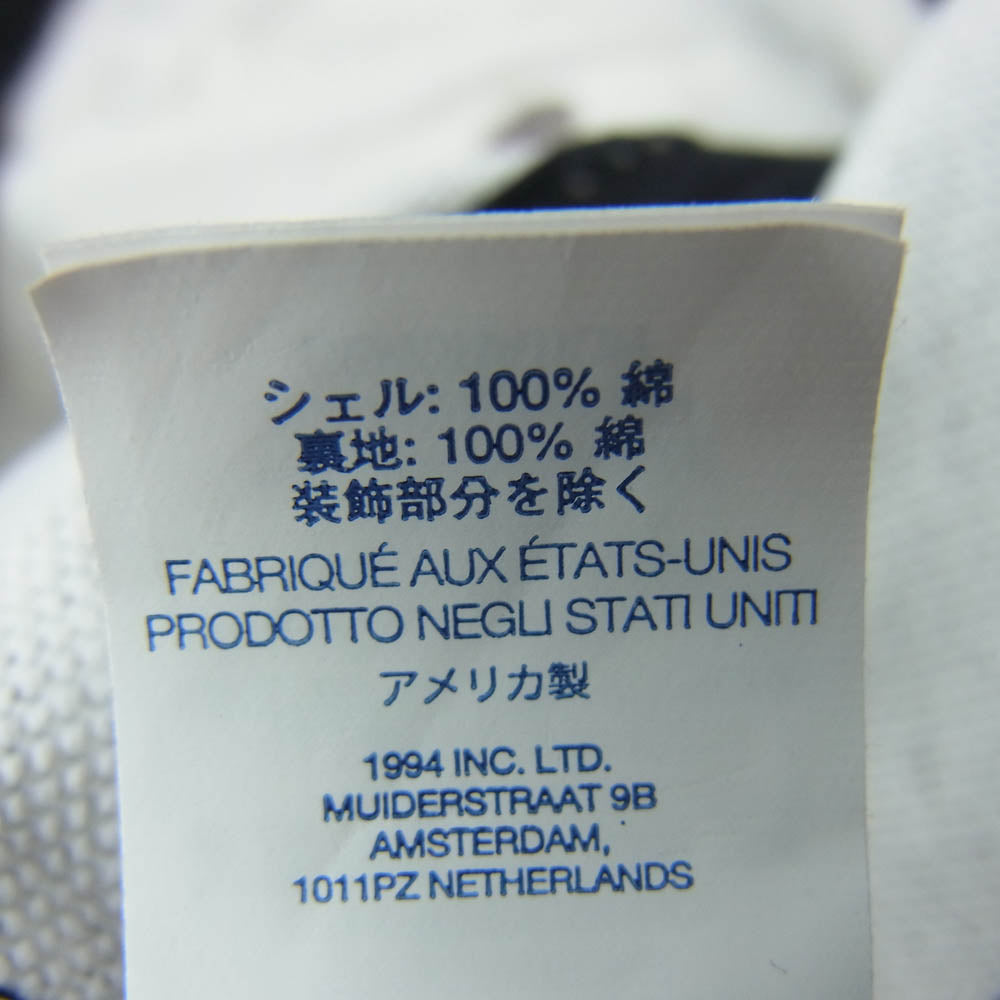 シェル: 100% 綿
裏地: 100% 綿
装飾部分を除く
FABRIQUÉ AUX ÉTATS-UNIS
PRODOTTO NEGLI STATI UNITI
アメリカ製
1994 INC. LTD.
MUIDERSTRAAT 9B
AMSTERDAM,
1011PZ NETHERLANDS